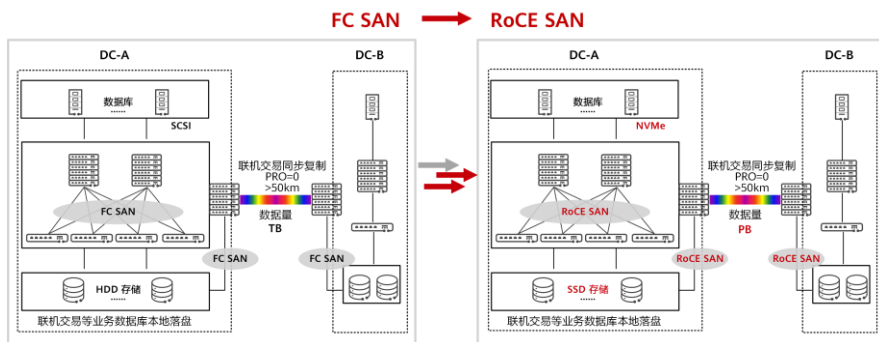 FC SAN
RoCE SAN
DC-A
DC-B
数据库
......
SCSI
FC SAN
联机交易同步复制
PRO=0
>50km
数据量
TB
FC SAN
FC SAN
HDD 存储
......
联机交易等业务数据库本地落盘
DC-A
DC-B
数据库
......
NVMe
RoCE SAN
联机交易同步复制
PRO=0
>50km
数据量
PB
RoCE SAN
RoCE SAN
SSD 存储
......
联机交易等业务数据库本地落盘